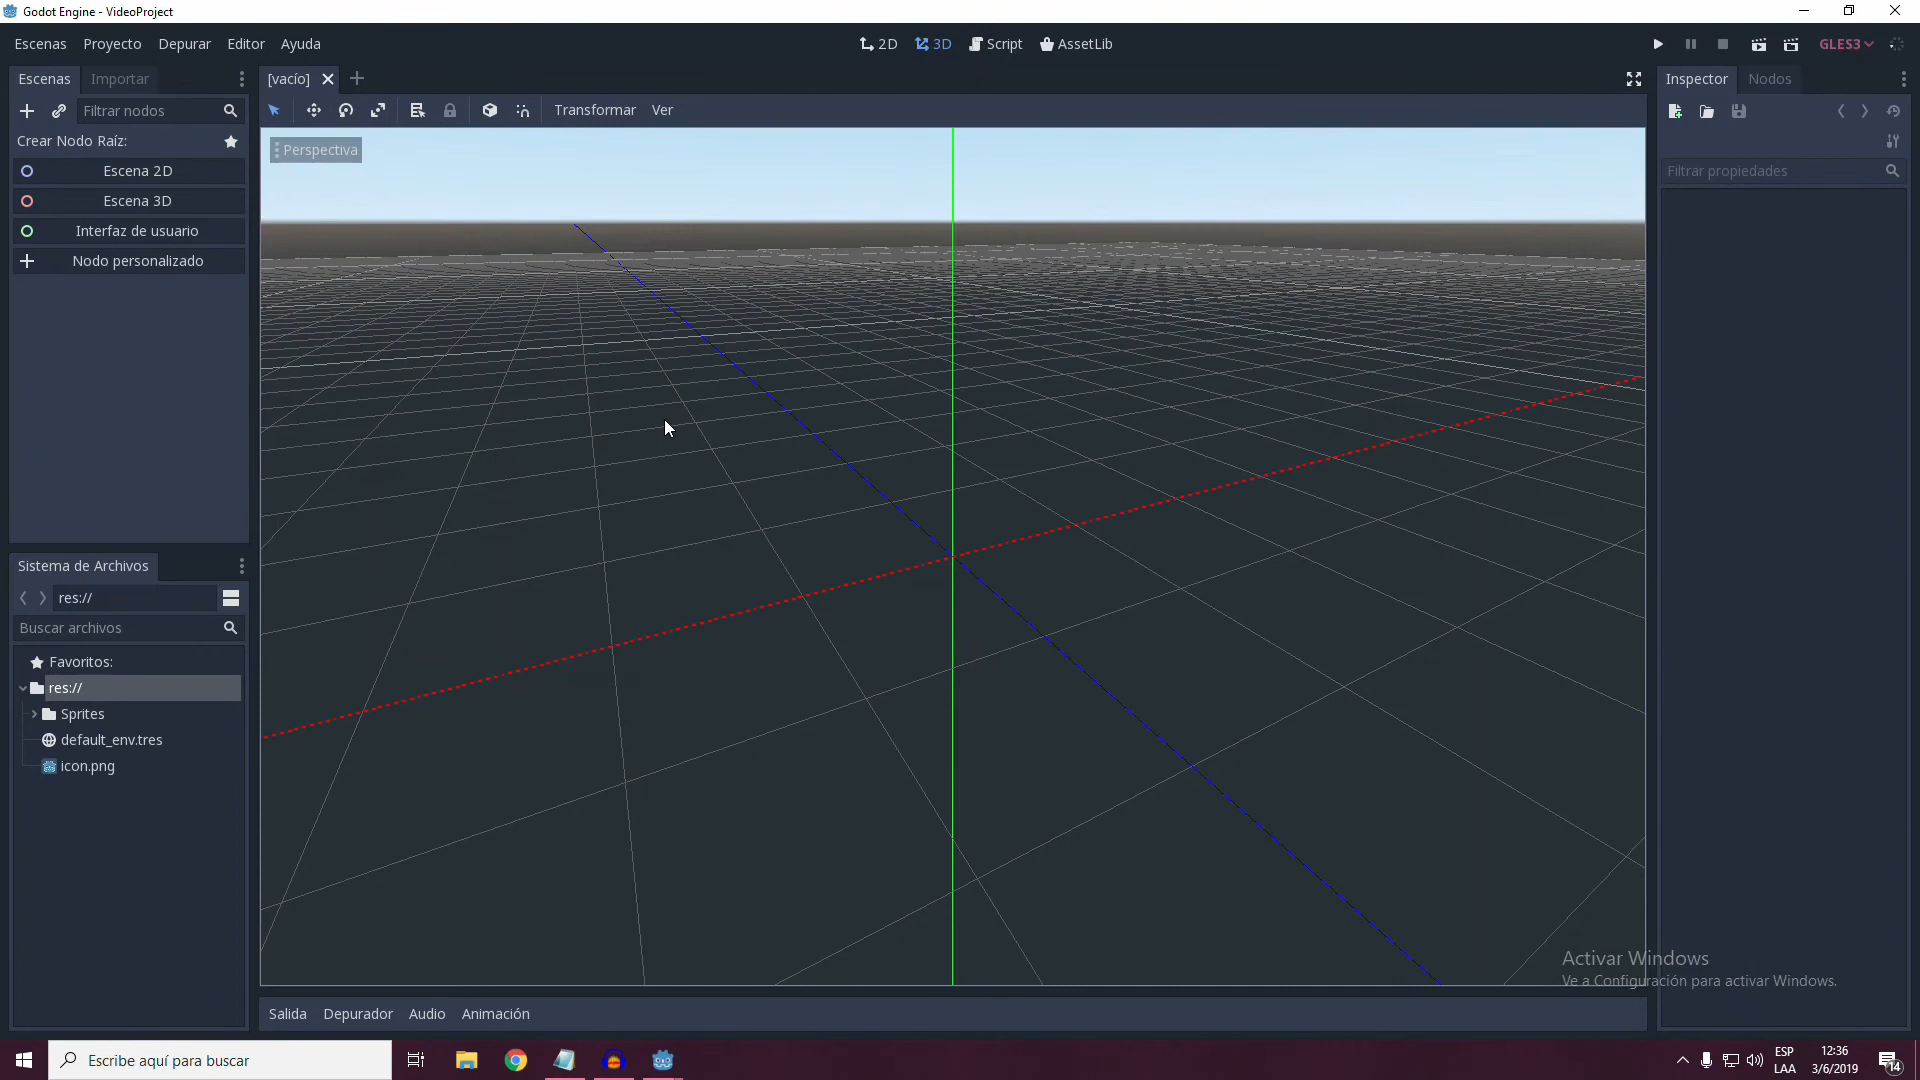 Godot Engine - VideoProject
Escenas Proyecto Depurar Editor Ayuda
2D 3D Script AssetLib
GLES3
Escenas Importar
[vacío]
Inspector Nodos
Filtrar nodos
Transformar Ver
Crear Nodo Raíz:
Perspectiva
Escena 2D
Escena 3D
Interfaz de usuario
Nodo personalizado
Filtrar propiedades
Sistema de Archivos
res://
Buscar archivos
Favoritos:
res://
Sprites
default_env.tres
icon.png
Activar Windows
Ve a Configuración para activar Windows.
Salida Depurador Audio Animación
Escribe aquí para buscar
ESP
LAA
12:36
3/6/2019
14